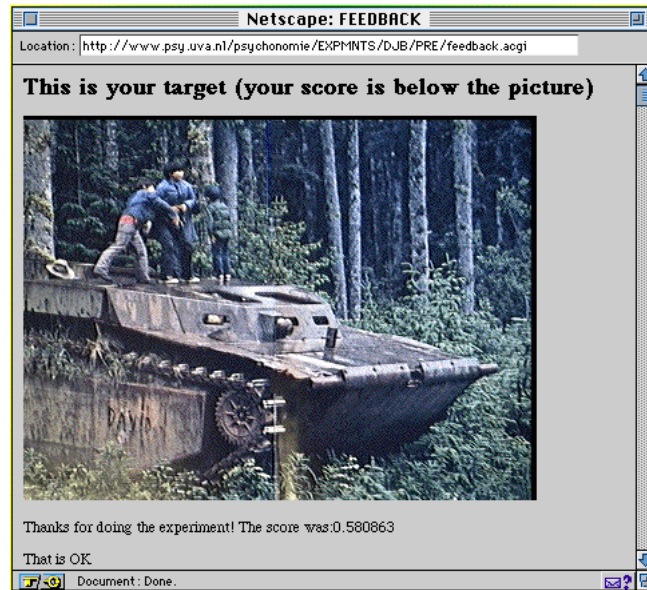 Netscape: FEEDBACK
Location: http://www.psy.uva.nl/psychonomie/EXPMNTS/DJB/PRE/feedback.acgi
This is your target (your score is below the picture)
DAVID
Thanks for doing the experiment! The score was:0.580863
That is OK
Document: Done.
?